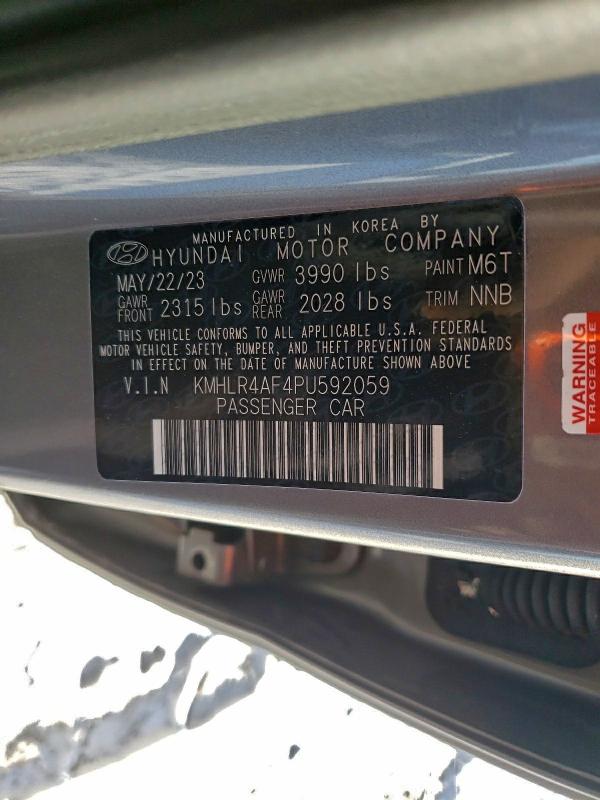 MANUFACTURED IN KOREA BY
HYUNDAI MOTOR COMPANY
MAY/22/23 GVWR 3990 lbs PAINT M6T
GAWR FRONT 2315 lbs GAWR REAR 2028 lbs TRIM NNB
THIS VEHICLE CONFORMS TO ALL APPLICABLE U.S.A. FEDERAL
MOTOR VEHICLE SAFETY, BUMPER, AND THEFT PREVENTION STANDARDS
IN EFFECT ON THE DATE OF MANUFACTURE SHOWN ABOVE
V.I.N KMHLR4AF4PU592059
PASSENGER CAR
WARNING
TRACEABLE